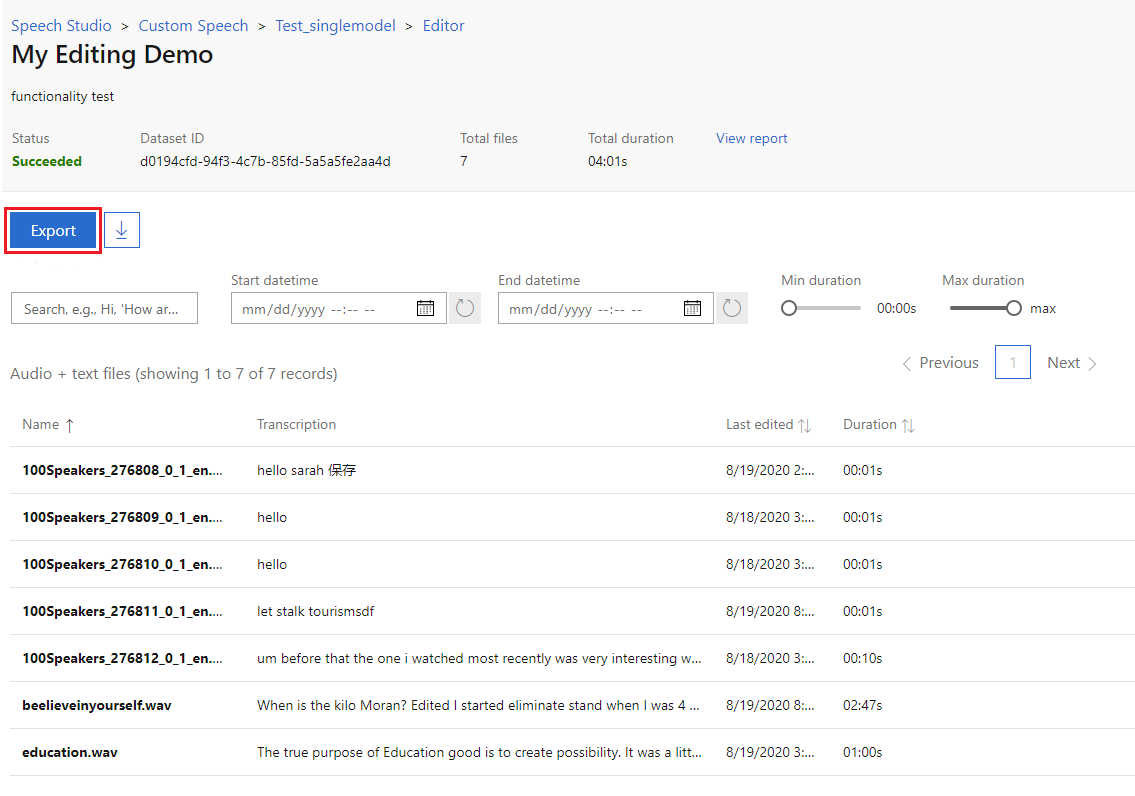 Speech Studio > Custom Speech > Test_singlemodel > Editor
My Editing Demo
functionality test
Status Dataset ID Total files Total duration View report
Succeeded d0194cfd-94f3-4c7b-85fd-5a5a5fe2aa4d 7 04:01s
Export
Start datetime End datetime Min duration Max duration
Search, e.g., Hi, 'How ar... mm/dd/yyyy --:-- -- mm/dd/yyyy --:-- -- 00:00s max
Audio + text files (showing 1 to 7 of 7 records) Previous 1 Next
Name Transcription Last edited Duration
100Speakers_276808_0_1_en.... hello sarah 保存 8/19/2020 2:... 00:01s
100Speakers_276809_0_1_en.... hello 8/18/2020 3:... 00:01s
100Speakers_276810_0_1_en.... hello 8/18/2020 3:... 00:01s
100Speakers_276811_0_1_en.... let stalk tourismsdf 8/19/2020 8:... 00:01s
100Speakers_276812_0_1_en.... um before that the one i watched most recently was very interesting w... 8/18/2020 3:... 00:10s
beelieveinyourself.wav When is the kilo Moran? Edited I started eliminate stand when I was 4 ... 8/19/2020 8:... 02:47s
education.wav The true purpose of Education good is to create possibility. It was a litt... 8/19/2020 3:... 01:00s